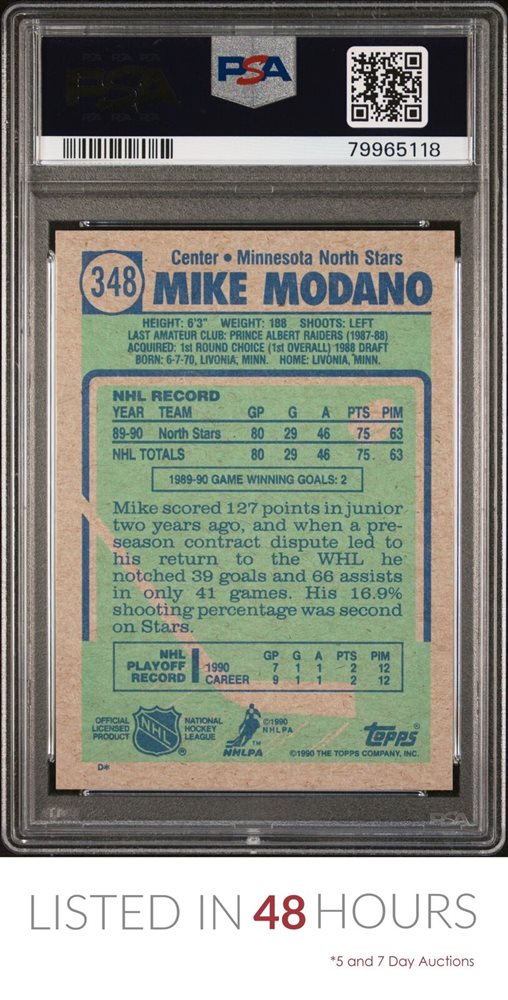 PSA
79965118
348
Center • Minnesota North Stars
MIKE MODANO
HEIGHT: 6'3" WEIGHT: 188 SHOOTS: LEFT
LAST AMATEUR CLUB: PRINCE ALBERT RAIDERS (1987-88)
ACQUIRED: 1st ROUND CHOICE (1st OVERALL) 1988 DRAFT
BORN: 6-7-70, LIVONIA, MINN. HOME: LIVONIA, MINN.
NHL RECORD
YEAR TEAM GP G A PTS PIM
89-90 North Stars 80 29 46 75 63
NHL TOTALS 80 29 46 75 63
1989-90 GAME WINNING GOALS: 2
Mike scored 127 points in junior
two years ago, and when a pre-
season contract dispute led to
his return to the WHL he
notched 39 goals and 66 assists
in only 41 games. His 16.9%
shooting percentage was second
on Stars.
NHL PLAYOFF RECORD
GP G A PTS PIM
1990 7 1 1 2 12
CAREER 9 1 1 2 12
OFFICIAL LICENSED PRODUCT
NHL ®
NATIONAL HOCKEY LEAGUE
©1990 NHLPA
TM
NHLPA
Topps ®
©1990 THE TOPPS COMPANY, INC.
D*
PSA
LISTED IN 48 HOURS
*5 and 7 Day Auctions